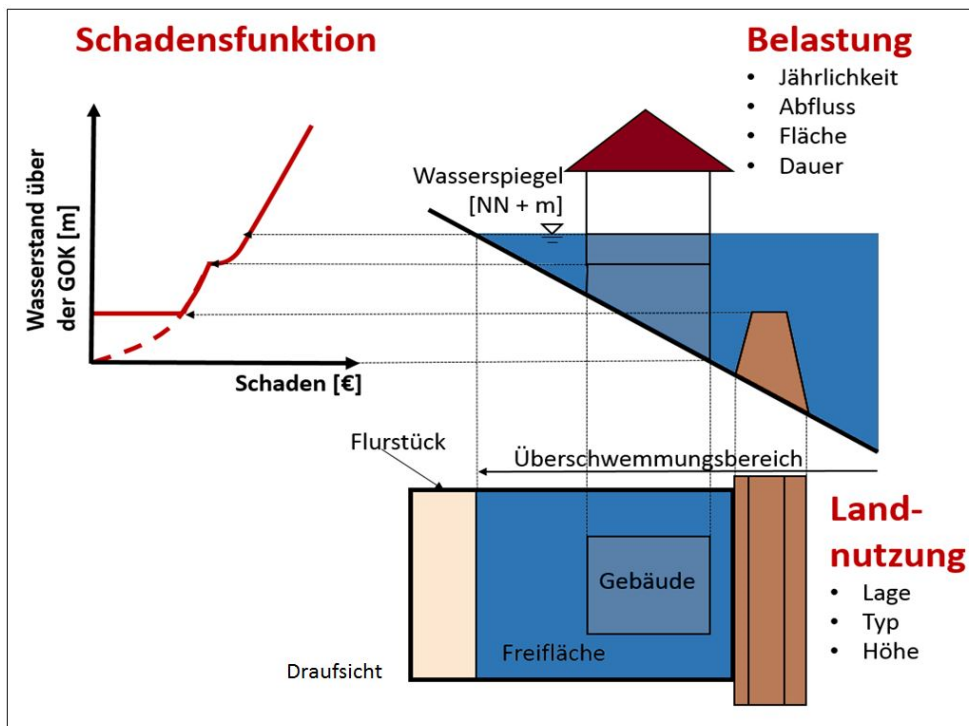 Schadensfunktion
Wasserstand über
der GOK [m]
Schaden [€]
Belastung
• Jährlichkeit
• Abfluss
• Fläche
• Dauer
Wasserspiegel
[NN + m]
Flurstück
Überschwemmungsbereich
Gebäude
Freifläche
Draufsicht
Land-
nutzung
• Lage
• Typ
• Höhe